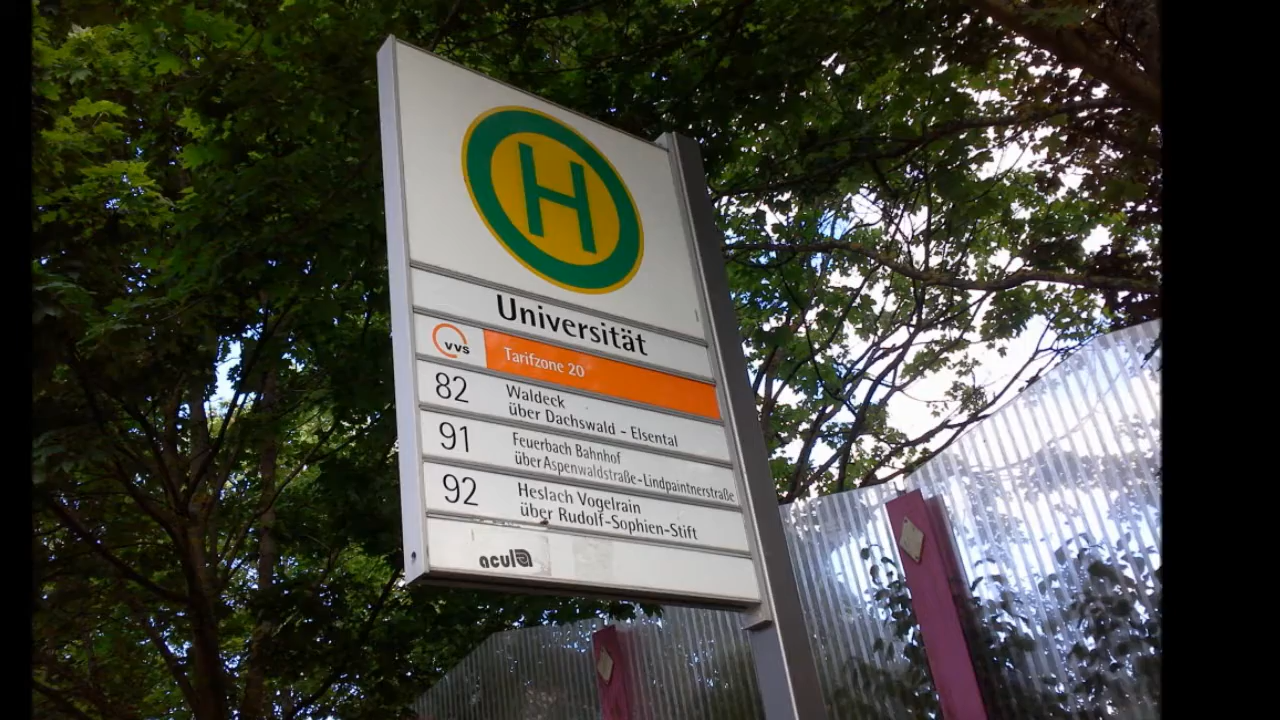 H
Universität
vvs
Tarifzone 20
82
Waldeck
über Dachswald - Elsental
91
Feuerbach Bahnhof
über Aspenwaldstraße-Lindpaintnerstraße
92
Heslach Vogelrain
über Rudolf-Sophien-Stift
acula